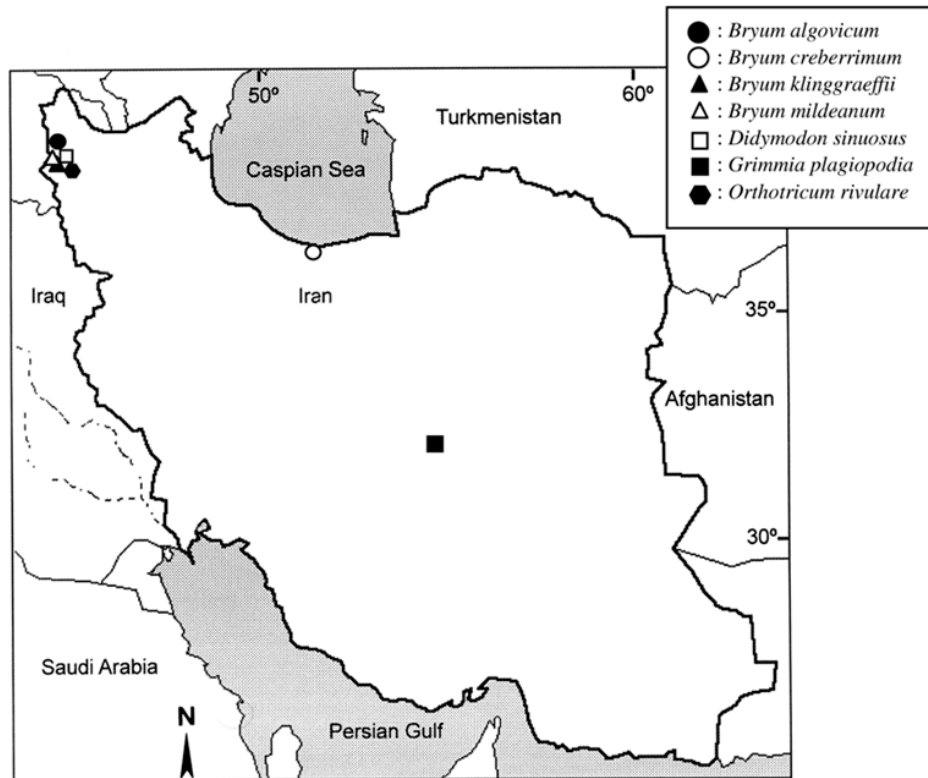 : Bryum algovicum
: Bryum creberrimum
: Bryum klinggraeffii
: Bryum mildeanum
: Didymodon sinuosus
: Grimmia plagiopodia
: Orthotricum rivulare
50º
60º
Turkmenistan
Caspian Sea
Iraq
Iran
35º
Afghanistan
30º
Saudi Arabia
N
Persian Gulf